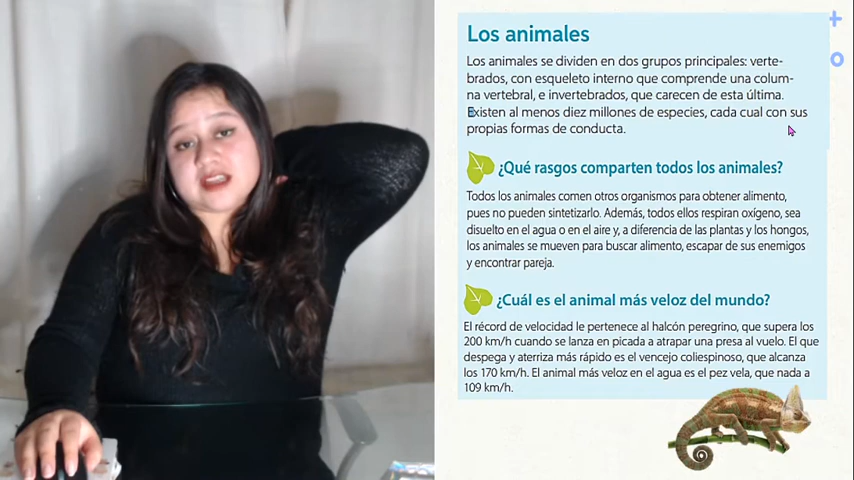 Los animales
Los animales se dividen en dos grupos principales: verte-
brados, con esqueleto interno que comprende una colum-
na vertebral, e invertebrados, que carecen de esta última.
Existen al menos diez millones de especies, cada cual con sus
propias formas de conducta.
¿Qué rasgos comparten todos los animales?
Todos los animales comen otros organismos para obtener alimento,
pues no pueden sintetizarlo. Además, todos ellos respiran oxígeno, sea
disuelto en el agua o en el aire y, a diferencia de las plantas y los hongos,
los animales se mueven para buscar alimento, escapar de sus enemigos
y encontrar pareja.
¿Cuál es el animal más veloz del mundo?
El récord de velocidad le pertenece al halcón peregrino, que supera los
200 km/h cuando se lanza en picada a atrapar una presa al vuelo. El que
despega y aterriza más rápido es el vencejo coliespinoso, que alcanza
los 170 km/h. El animal más veloz en el agua es el pez vela, que nada a
109 km/h.